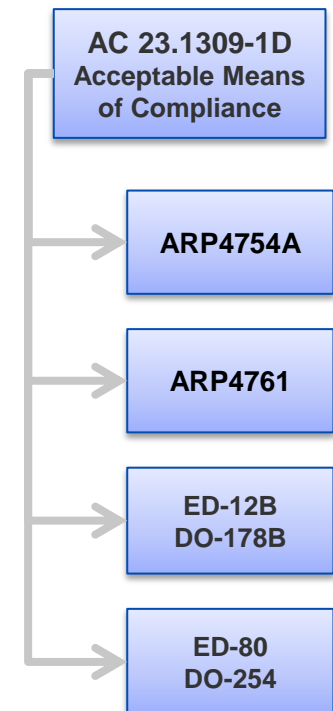 AC 23.1309-1D
Acceptable Means
of Compliance
ARP4754A
ARP4761
ED-12B
DO-178B
ED-80
DO-254